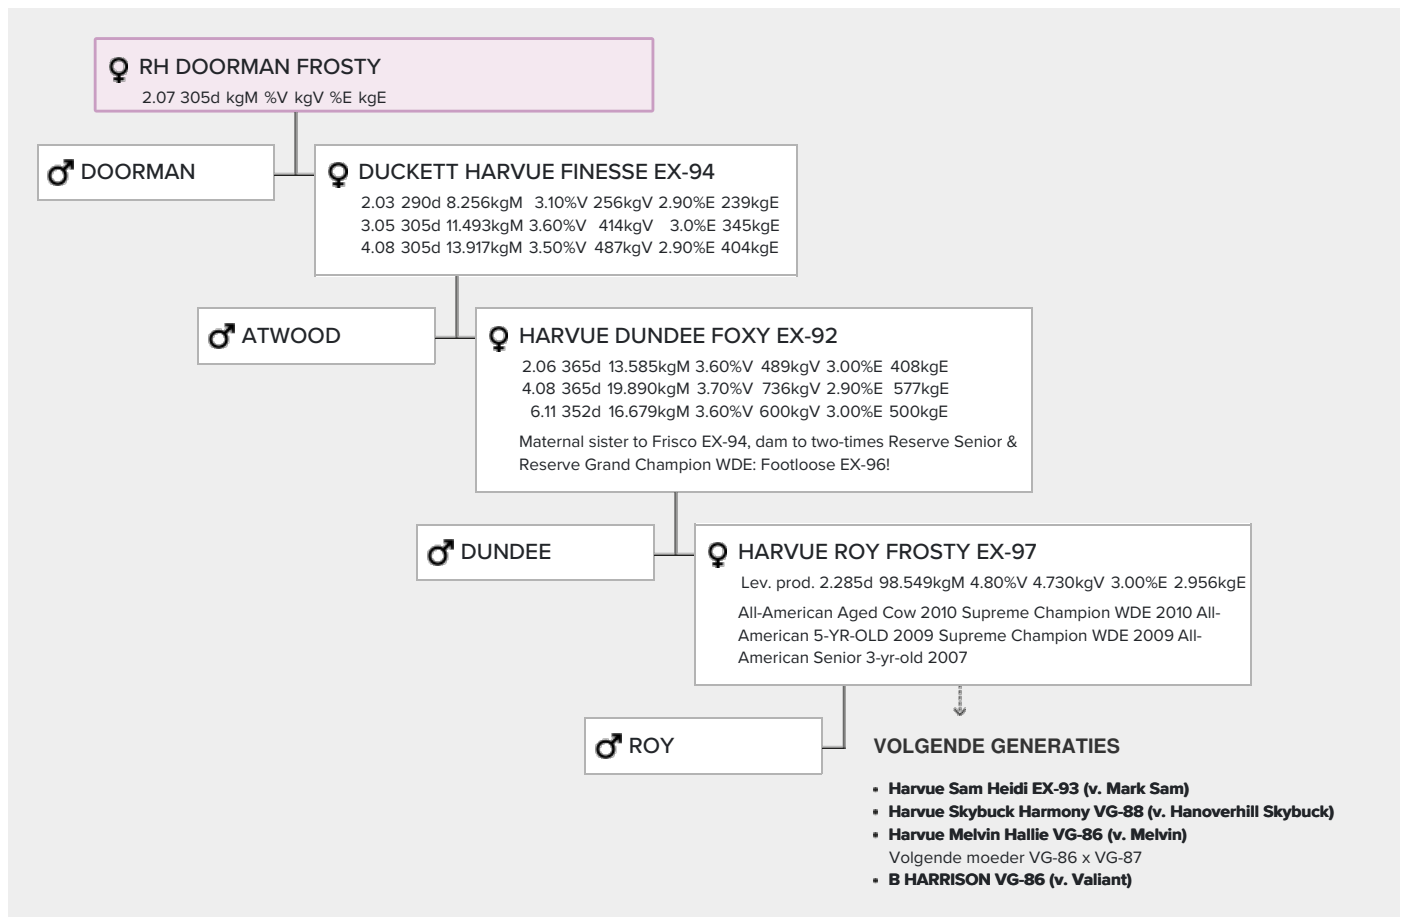 RH DOORMAN FROSTY
2.07 305d kgM %V kgV %E kgE
DOORMAN
DUCKETT HARVUE FINESSE EX-94
2.03 290d 8.256kgM 3.10%V 256kgV 2.90%E 239kgE
3.05 305d 11.493kgM 3.60%V 414kgV 3.0%E 345kgE
4.08 305d 13.917kgM 3.50%V 487kgV 2.90%E 404kgE
ATWOOD
HARVUE DUNDEE FOXY EX-92
2.06 365d 13.585kgM 3.60%V 489kgV 3.00%E 408kgE
4.08 365d 19.890kgM 3.70%V 736kgV 2.90%E 577kgE
6.11 352d 16.679kgM 3.60%V 600kgV 3.00%E 500kgE
Maternal sister to Frisco EX-94, dam to two-times Reserve Senior &
Reserve Grand Champion WDE: Footloose EX-96!
DUNDEE
HARVUE ROY FROSTY EX-97
Lev. prod. 2.285d 98.549kgM 4.80%V 4.730kgV 3.00%E 2.956kgE
All-American Aged Cow 2010 Supreme Champion WDE 2010 All-
American 5-YR-OLD 2009 Supreme Champion WDE 2009 All-
American Senior 3-yr-old 2007
ROY
VOLGENDE GENERATIES
• Harvue Sam Heidi EX-93 (v. Mark Sam)
• Harvue Skybuck Harmony VG-88 (v. Hanoverhill Skybuck)
• Harvue Melvin Hallie VG-86 (v. Melvin)
Volgende moeder VG-86 x VG-87
• B HARRISON VG-86 (v. Valiant)